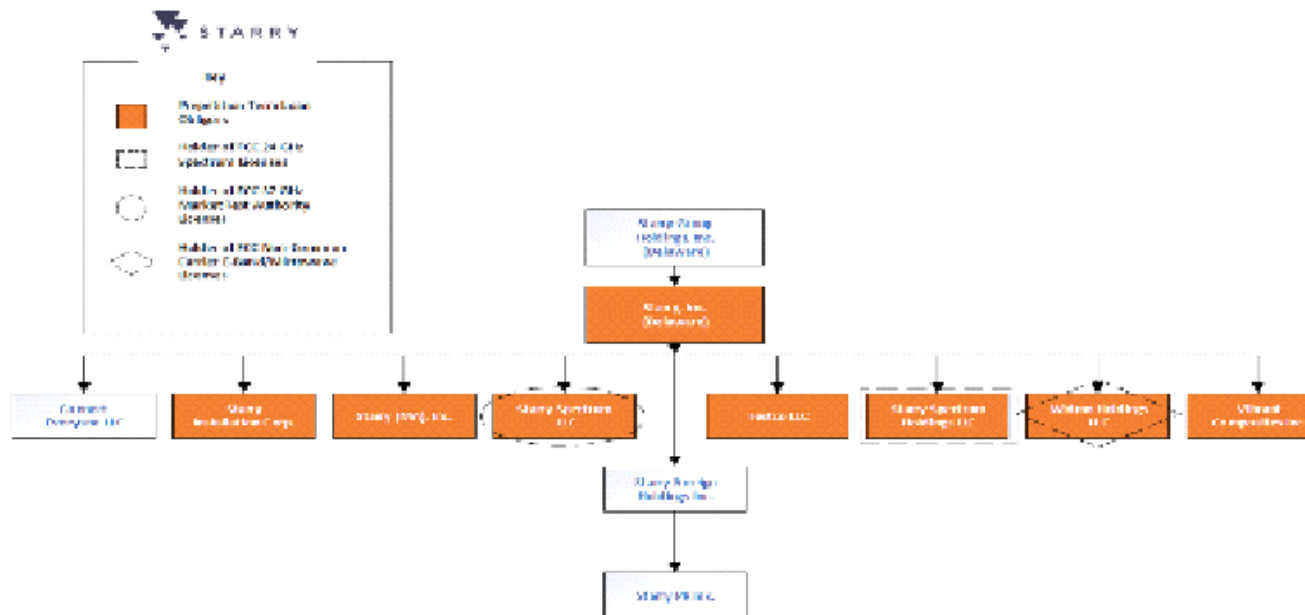 STARRY
Key
Prepetition Term Loan
Obligors
Holder of FCC 24 GHz
Spectrum Licenses
Holder of FCC 37 GHz
Market Test Authority
Licenses
Holder of FCC Non-Common
Carrier E-Band/Microwave
Licenses
Starry Group
Holdings, Inc.
(Delaware)
Starry, Inc.
(Delaware)
Connect
Everyone LLC
Starry
Installation Corp.
Starry (MA), Inc.
Starry Spectrum
LLC
Testco LLC
Starry Spectrum
Holdings LLC
Widmo Holdings
LLC
Vibrant
Composites Inc.
Starry Foreign
Holdings Inc.
Starry PR Inc.